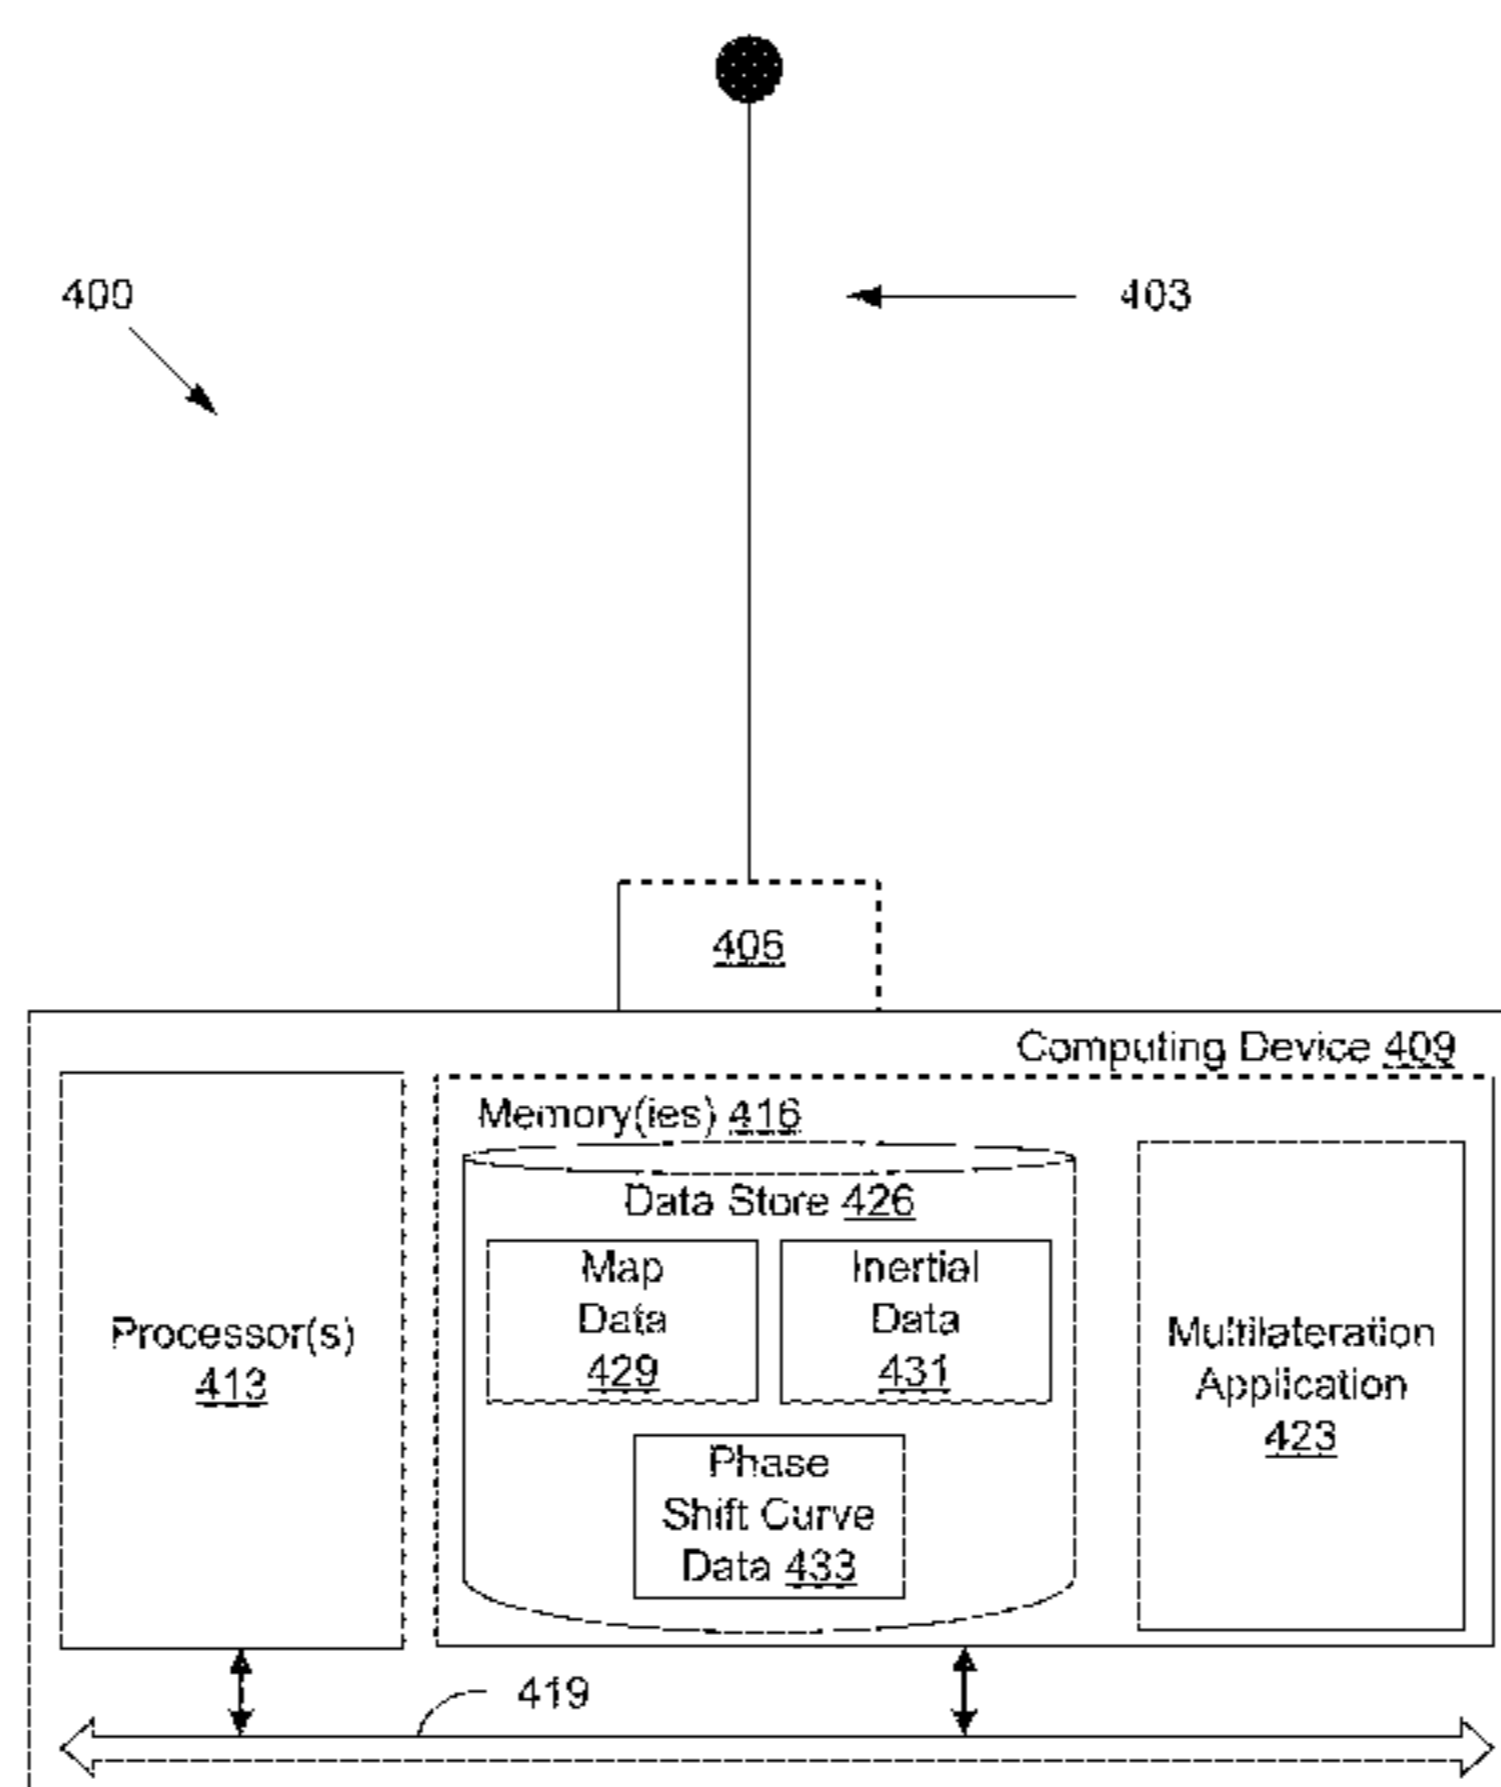 400
403
406
Computing Device 409
Memory(ies) 416
Data Store 426
Map
Data
429
Inertial
Data
431
Phase
Shift Curve
Data 433
Processor(s)
413
Multilateration
Application
423
419